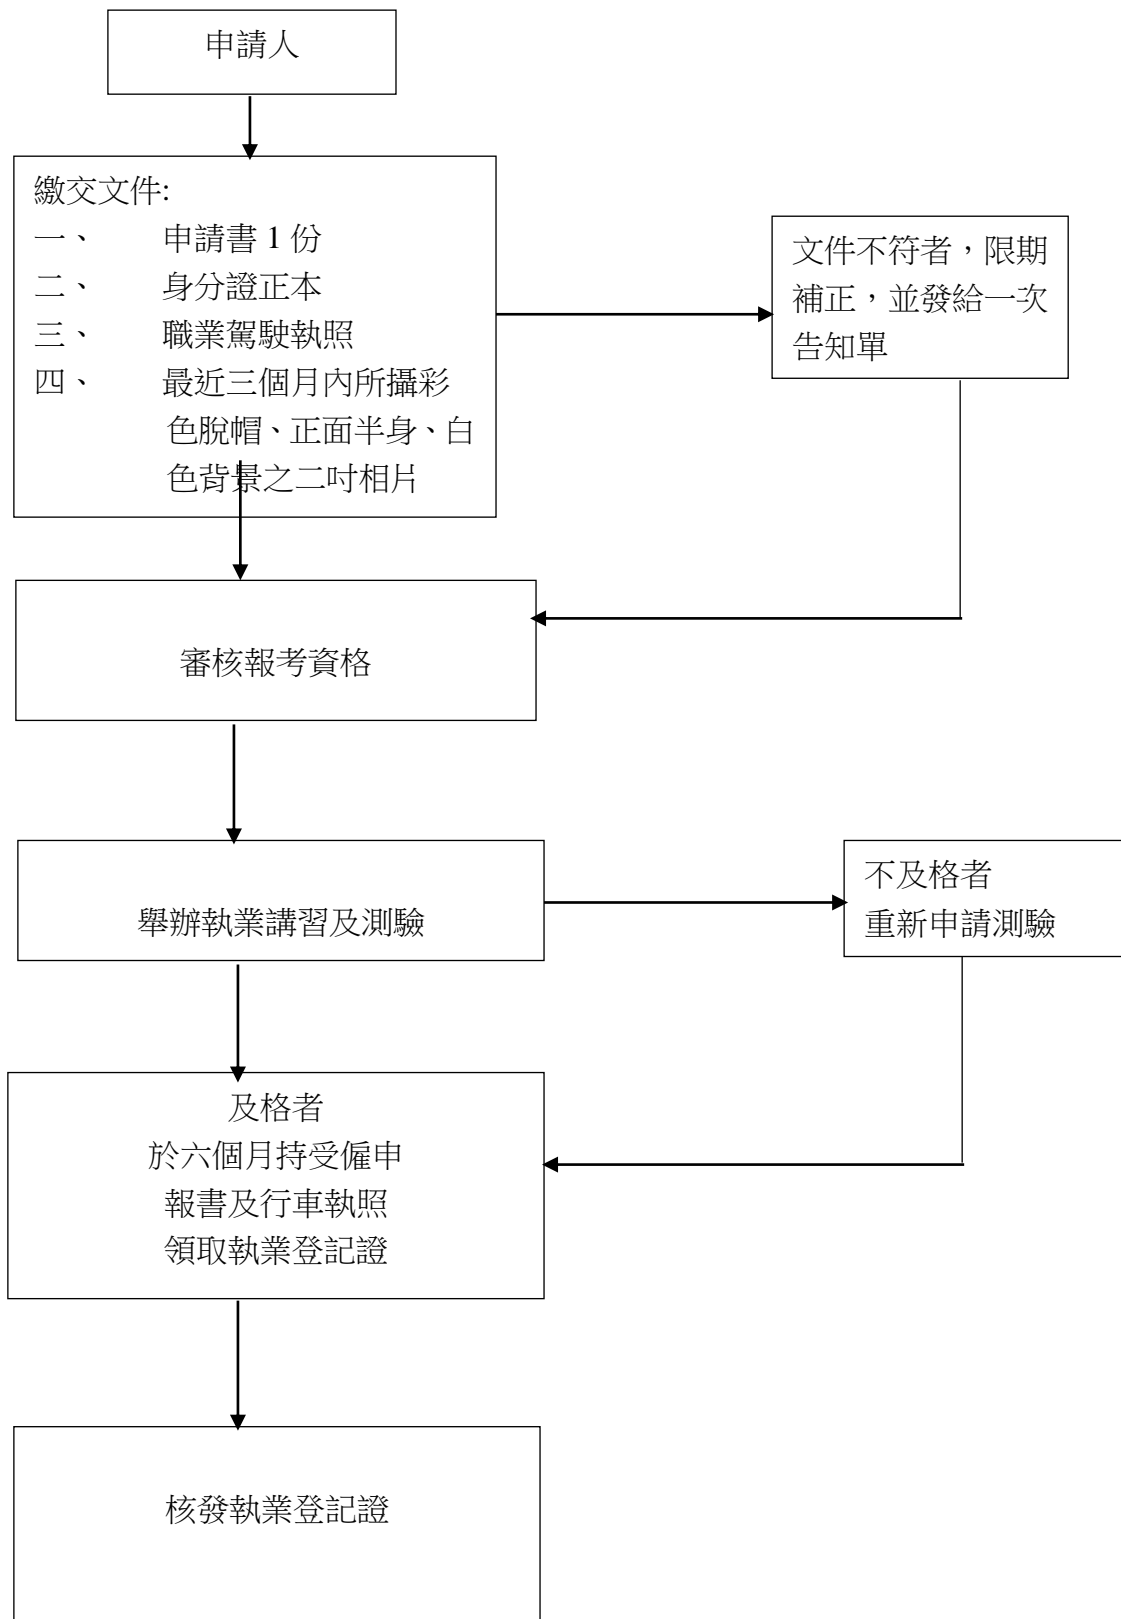 申請人
繳交文件:
一、 申請書 1 份
二、 身分證正本
三、 職業駕駛執照
四、 最近三個月內所攝彩
色脫帽、正面半身、白
色背景之二吋相片
文件不符者，限期
補正，並發給一次
告知單
審核報考資格
舉辦執業講習及測驗
不及格者
重新申請測驗
及格者
於六個月持受僱申
報書及行車執照
領取執業登記證
核發執業登記證